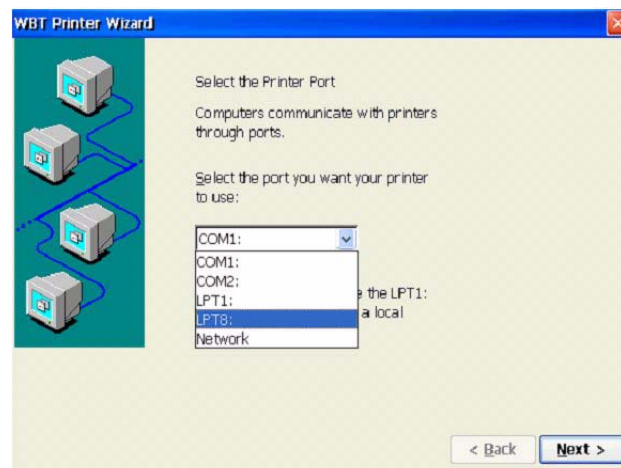 WBT Printer Wizard
Select the Printer Port
Computers communicate with printers
through ports.
Select the port you want your printer
to use:
COM1:
COM1:
COM2:
LPT1:
the LPT1:
LPT8:
a local
Network
< Back
Next >